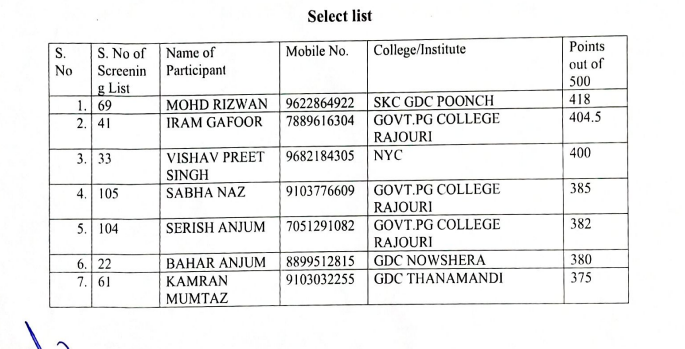 Select list
S. No S. No of Screenin g List Name of Participant Mobile No. College/Institute Points out of 500
1. 69 MOHD RIZWAN 9622864922 SKC GDC POONCH 418
2. 41 IRAM GAFOOR 7889616304 GOVT.PG COLLEGE RAJOURI 404.5
3. 33 VISHAV PREET SINGH 9682184305 NYC 400
4. 105 SABHA NAZ 9103776609 GOVT.PG COLLEGE RAJOURI 385
5. 104 SERISH ANJUM 7051291082 GOVT.PG COLLEGE RAJOURI 382
6. 22 BAHAR ANJUM 8899512815 GDC NOWSHERA 380
7. 61 KAMRAN MUMTAZ 9103032255 GDC THANAMANDI 375